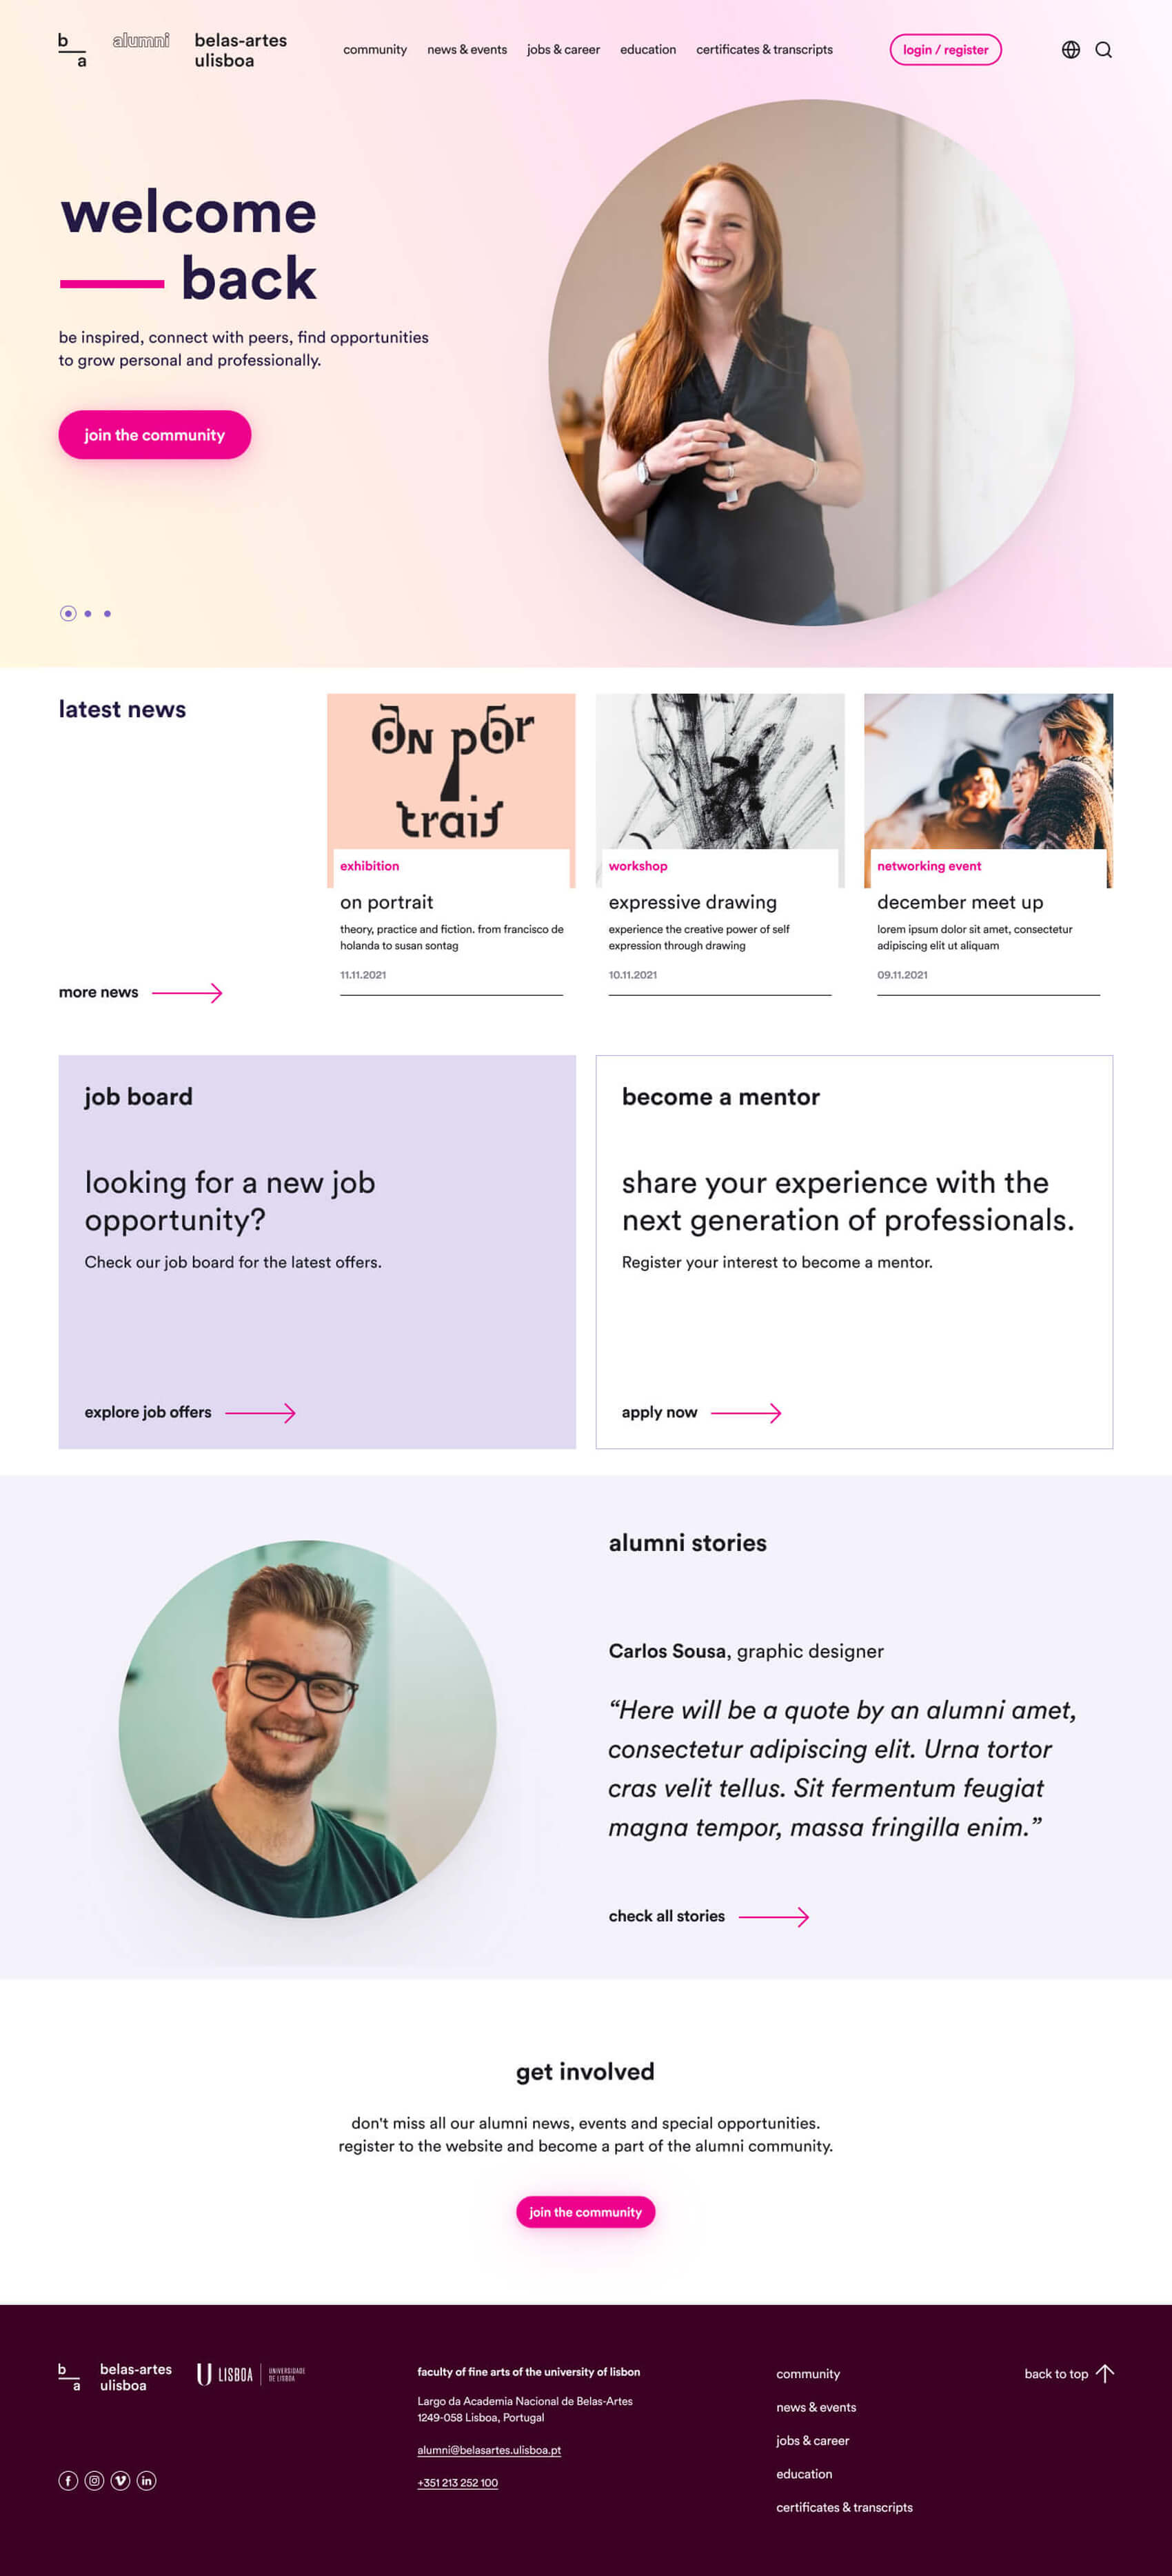 b
a
alumni
belas-artes
ulisboa
community
news & events
jobs & career
education
certificates & transcripts
login / register
welcome
back
be inspired, connect with peers, find opportunities
to grow personal and professionally.
join the community
latest news
more news
ōn pōr
trait
exhibition
on portrait
theory, practice and fiction. from francisco de
holanda to susan sontag
11.11.2021
workshop
expressive drawing
experience the creative power of self
expression through drawing
10.11.2021
networking event
december meet up
lorem ipsum dolor sit amet, consectetur
adipiscing elit ut aliquam
09.11.2021
job board
looking for a new job
opportunity?
Check our job board for the latest offers.
explore job offers
become a mentor
share your experience with the
next generation of professionals.
Register your interest to become a mentor.
apply now
alumni stories
Carlos Sousa, graphic designer
“Here will be a quote by an alumni amet,
consectetur adipiscing elit. Urna tortor
cras velit tellus. Sit fermentum feugiat
magna tempor, massa fringilla enim.”
check all stories
get involved
don't miss all our alumni news, events and special opportunities.
register to the website and become a part of the alumni community.
join the community
b
a
belas-artes
ulisboa
U LISBOA
UNIVERSIDADE
DE LISBOA
faculty of fine arts of the university of lisbon
Largo da Academia Nacional de Belas-Artes
1249-058 Lisboa, Portugal
alumni@belasartes.ulisboa.pt
+351 213 252 100
community
news & events
jobs & career
education
certificates & transcripts
back to top